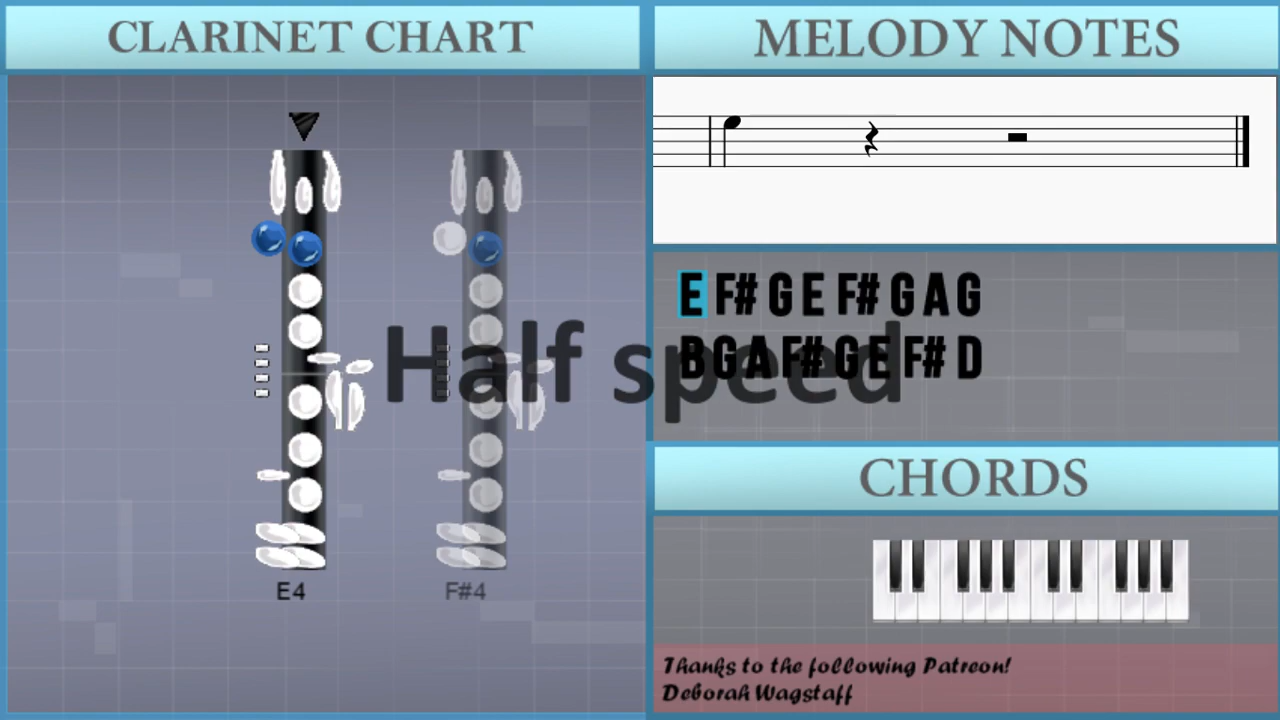 CLARINET CHART
MELODY NOTES
E F# G E F# G A G
B G A F# G E F# D
Half speed
E4
F#4
CHORDS
Thanks to the following Patreon!
Deborah Wagstaff